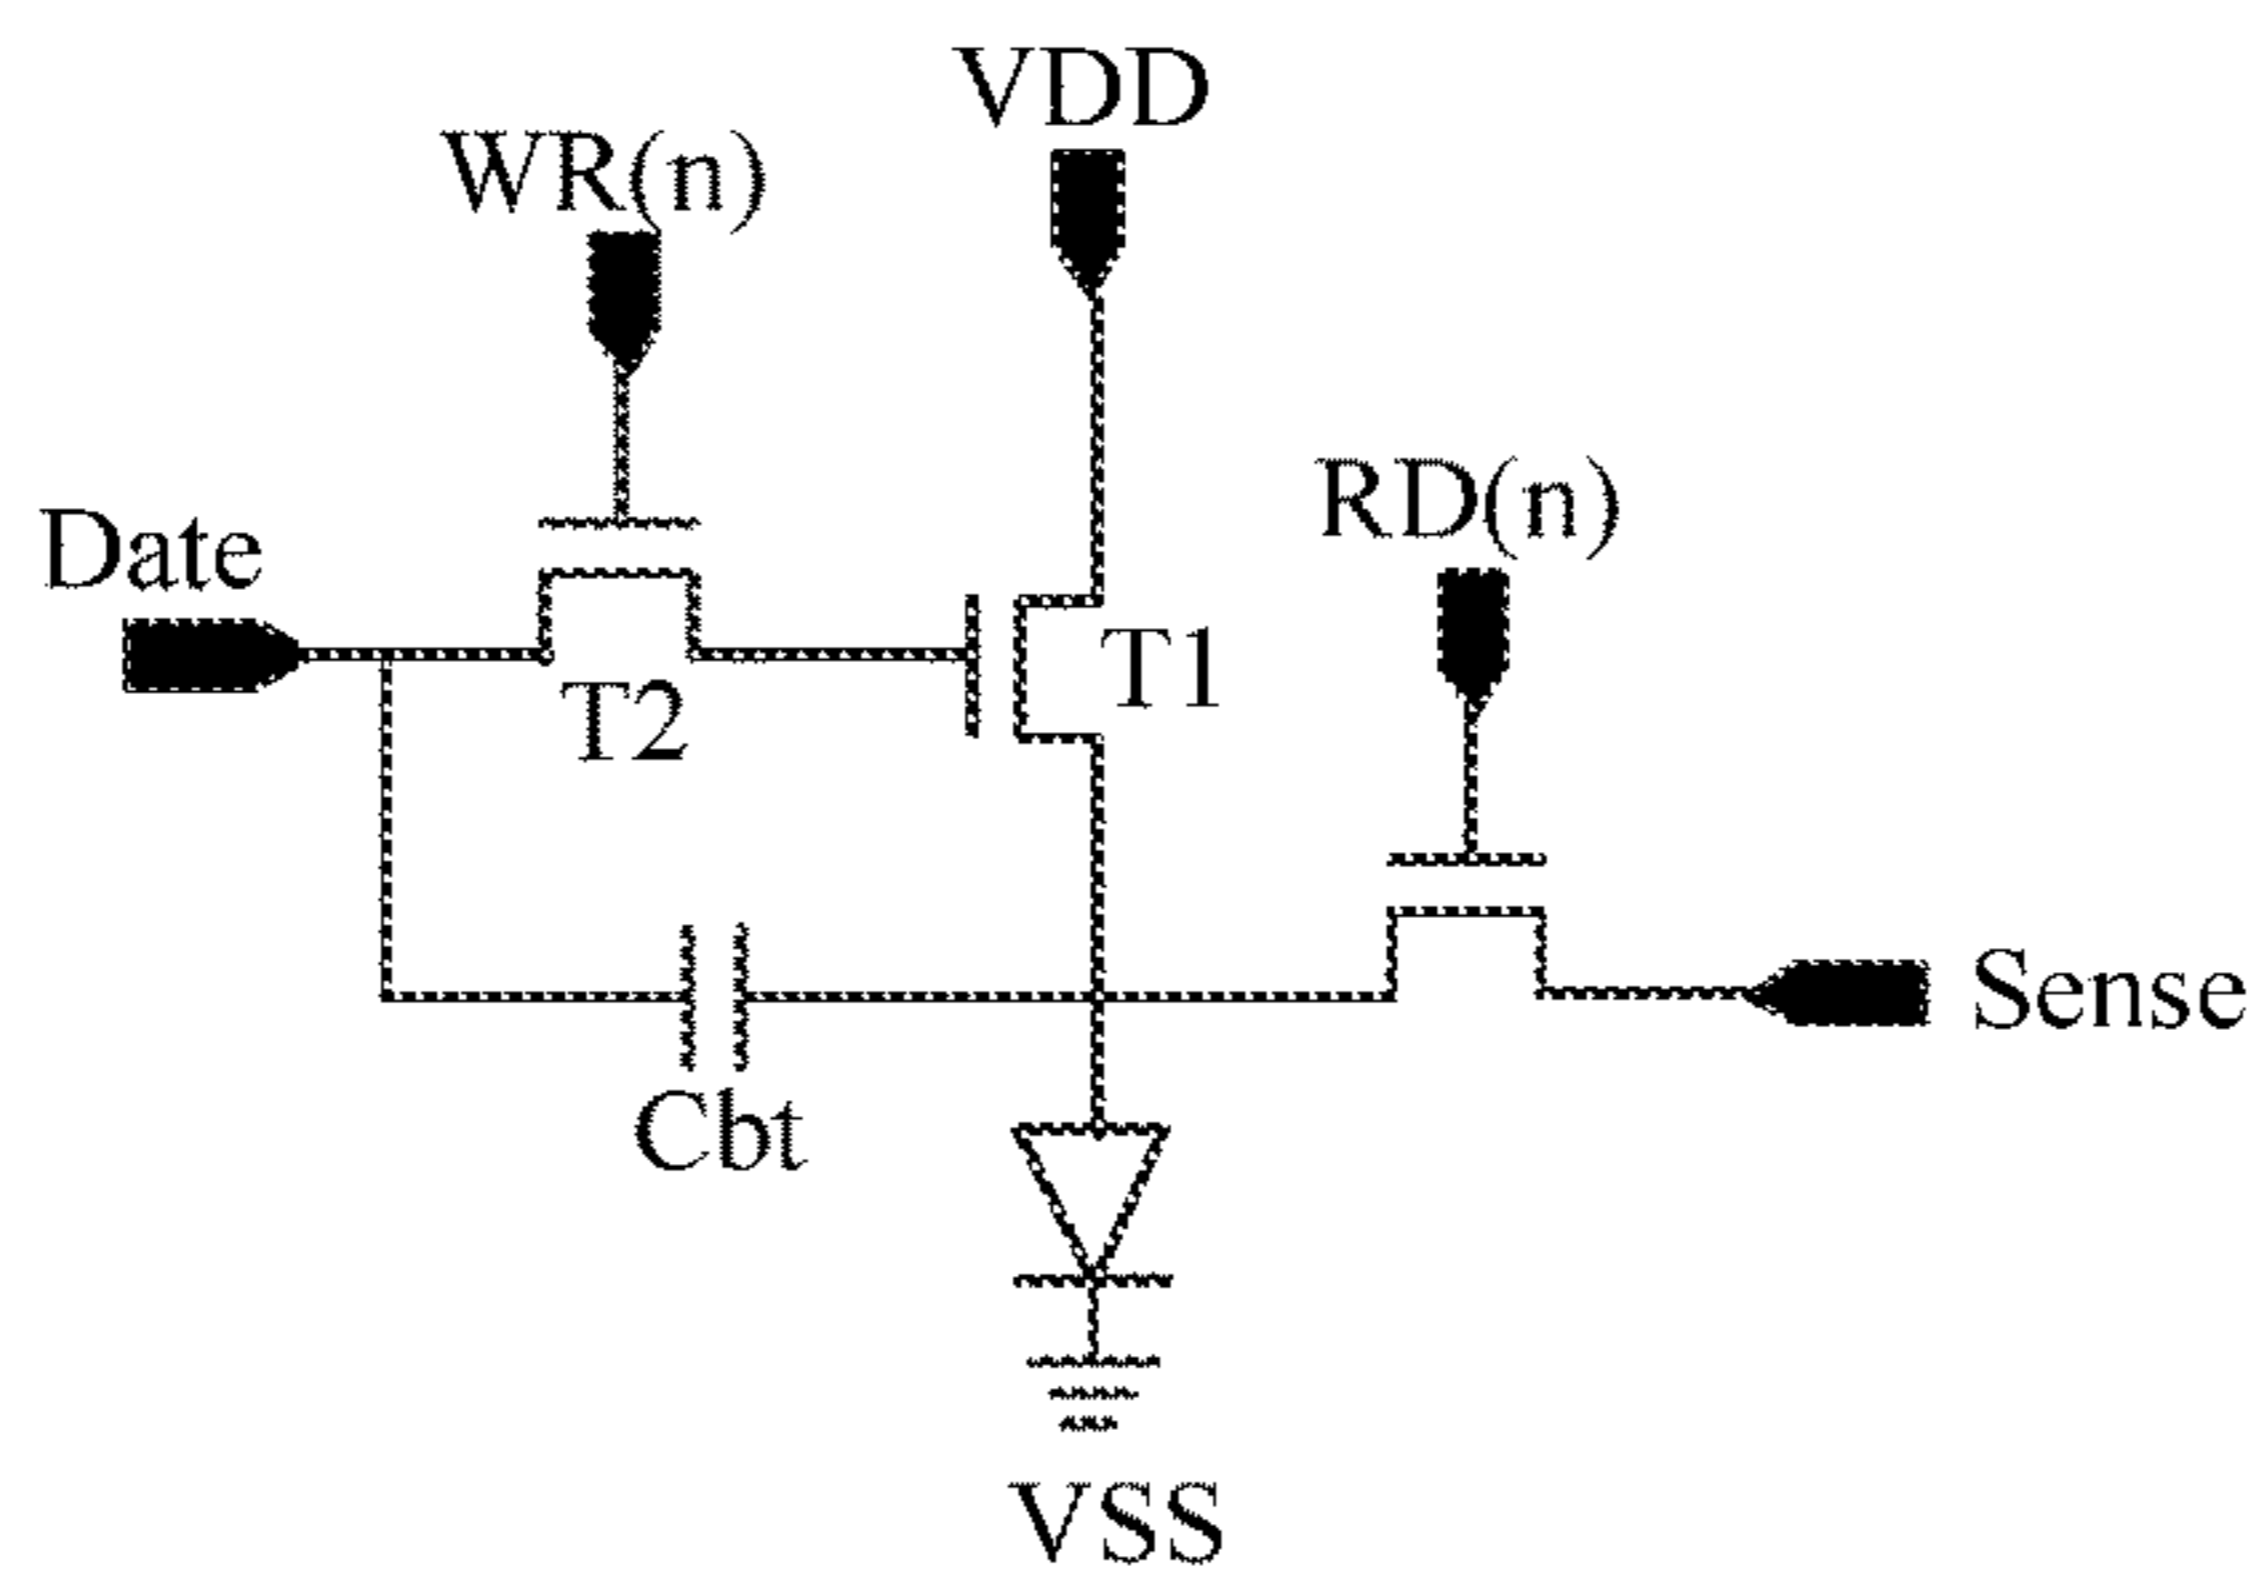 VDD
WR(n)
RD(n)
Date
T1
T2
Sense
Cbt
VSS